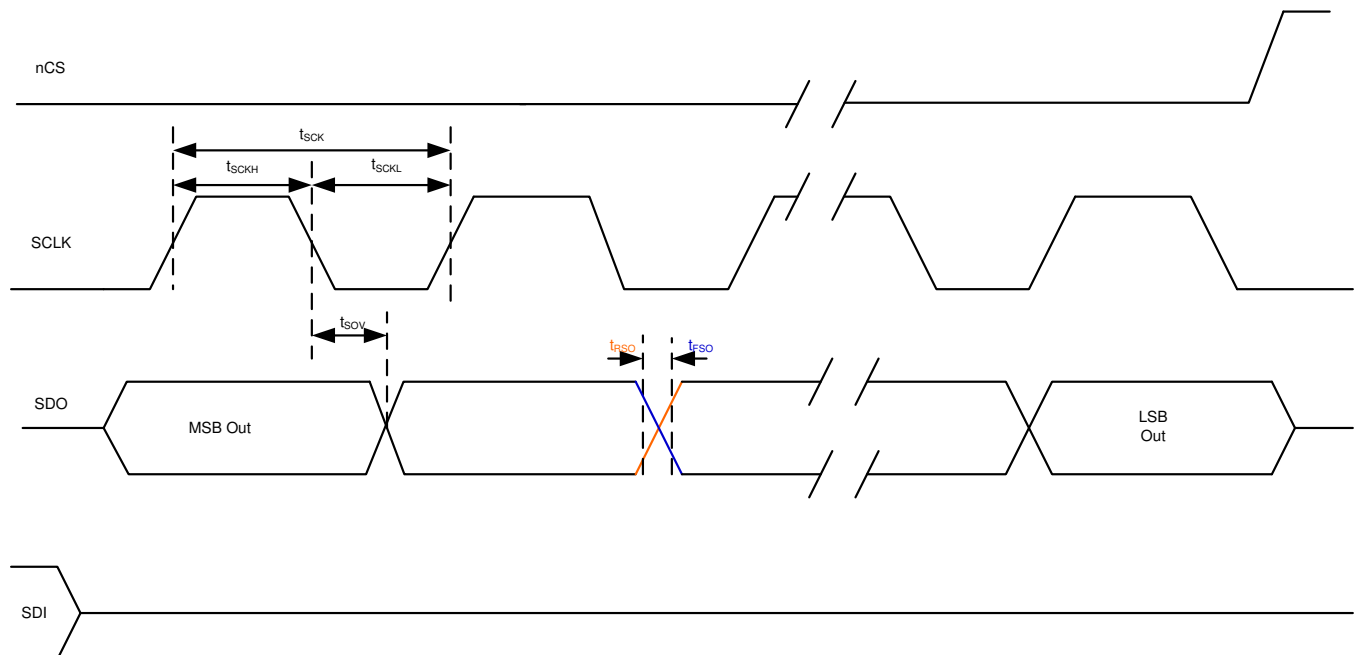 nCS
tSCK
tSCKH
tSCKL
SCLK
tSOV
tRSO
tFSO
SDO
MSB Out
LSB
Out
SDI